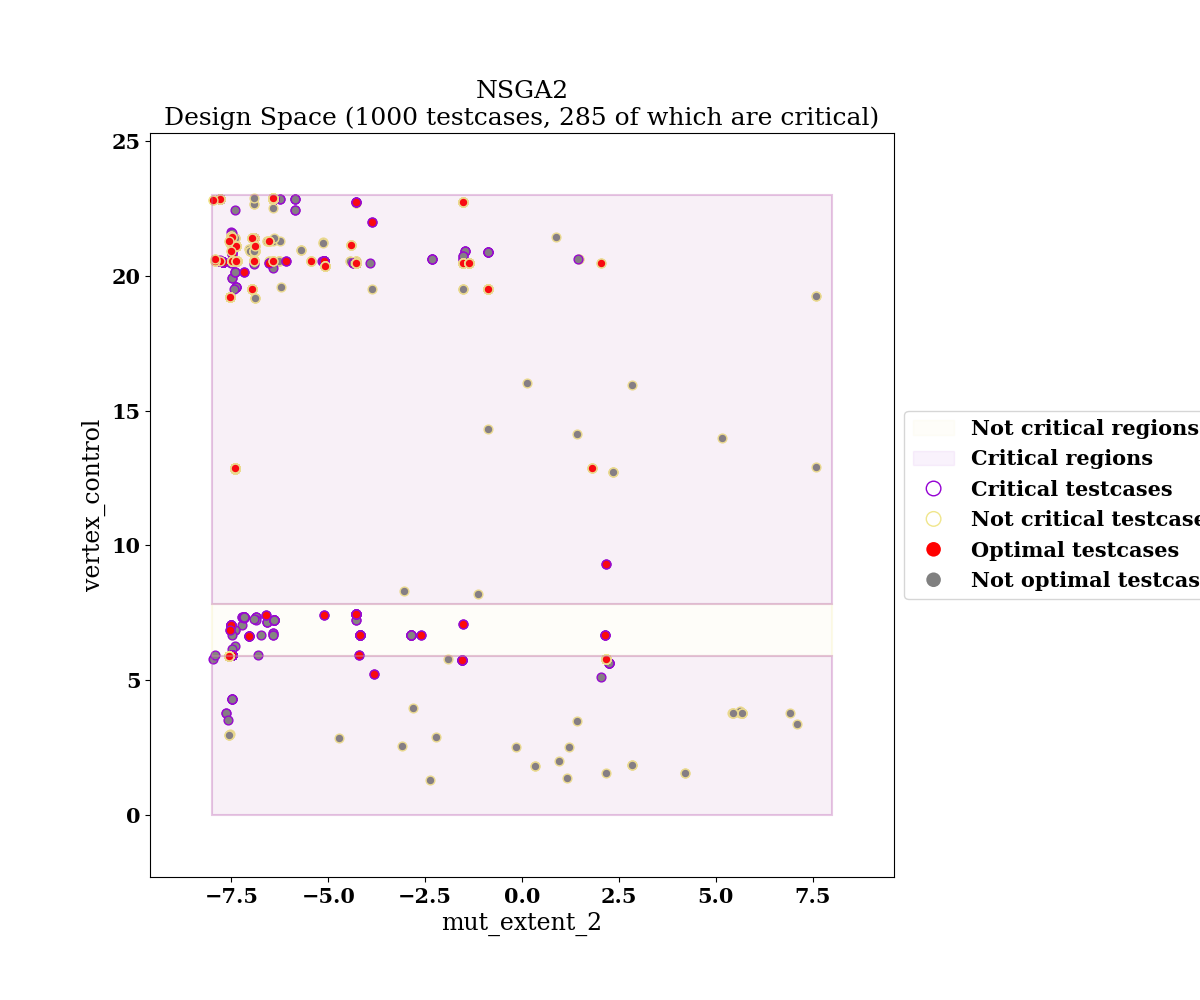 NSGA2
Design Space (1000 testcases, 285 of which are critical)
25
20
15
10
5
0
vertex_control
−7.5
−5.0
−2.5
0.0
2.5
5.0
7.5
mut_extent_2
Not critical regions
Critical regions
Critical testcases
Not critical testcase
Optimal testcases
Not optimal testcas